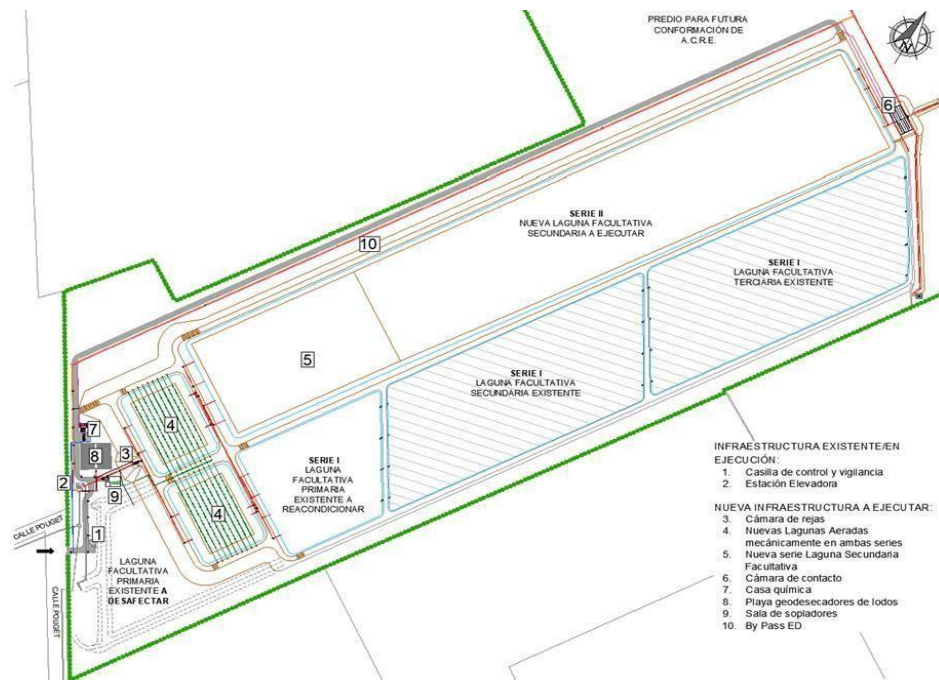 PREDIO PARA FUTURA
CONFORMACIÓN DE
A.C.R.E.
N
6
SERIE II
NUEVA LAGUNA FACULTATIVA
SECUNDARIA A EJECUTAR
10
SERIE I
LAGUNA FACULTATIVA
TERCIARIA EXISTENTE
5
SERIE I
LAGUNA FACULTATIVA
SECUNDARIA EXISTENTE
4
7
8
3
SERIE I
LAGUNA
FACULTATIVA
PRIMARIA
EXISTENTE A
REACONDICIONAR
2
9
4
CALLE POUGET
1
LAGUNA
FACULTATIVA
PRIMARIA
EXISTENTE A
DESAFECTAR
CALLE POUGET
INFRAESTRUCTURA EXISTENTE/EN
EJECUCIÓN:
1. Casilla de control y vigilancia
2. Estación Elevadora
NUEVA INFRAESTRUCTURA A EJECUTAR:
3. Cámara de rejas
4. Nuevas Lagunas Aeradas
mecánicamente en ambas series
5. Nueva serie Laguna Secundaria
Facultativa
6. Cámara de contacto
7. Casa química
8. Playa geodesecadores de lodos
9. Sala de sopladores
10. By Pass ED